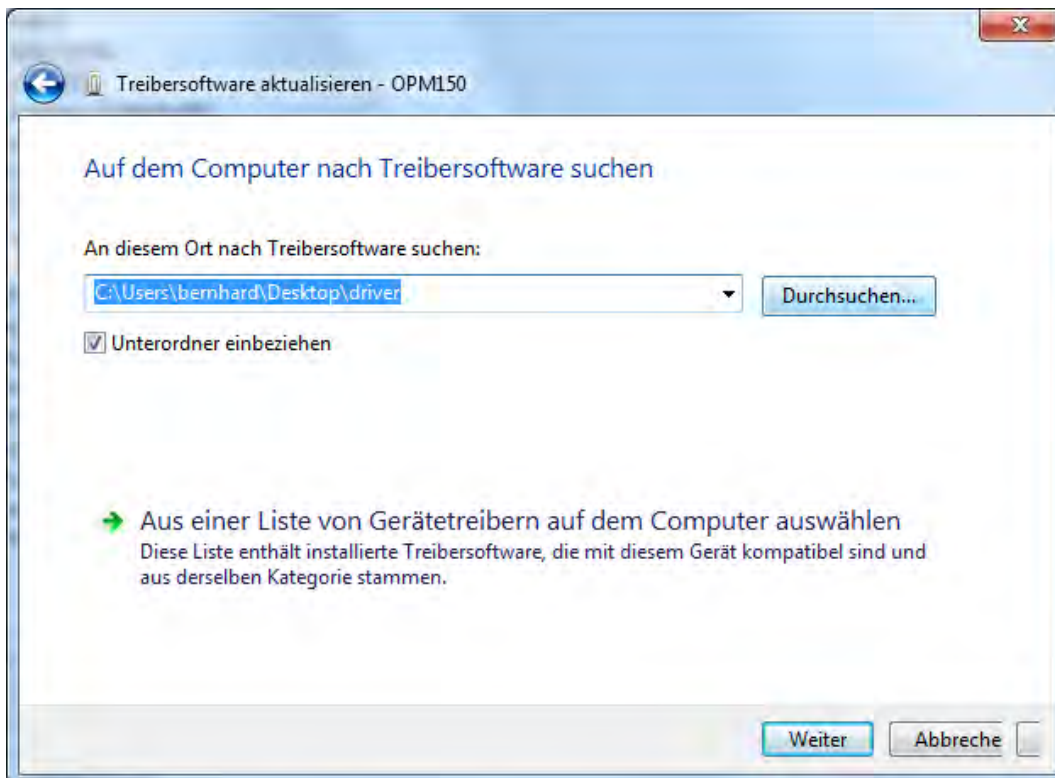 Treibersoftware aktualisieren - OPM150
Auf dem Computer nach Treibersoftware suchen
An diesem Ort nach Treibersoftware suchen:
C:\Users\bernhard\Desktop\driver
Durchsuchen...
Unterordner einbeziehen
Aus einer Liste von Gerätetreibern auf dem Computer auswählen
Diese Liste enthält installierte Treibersoftware, die mit diesem Gerät kompatibel sind und
aus derselben Kategorie stammen.
Weiter
Abbreche